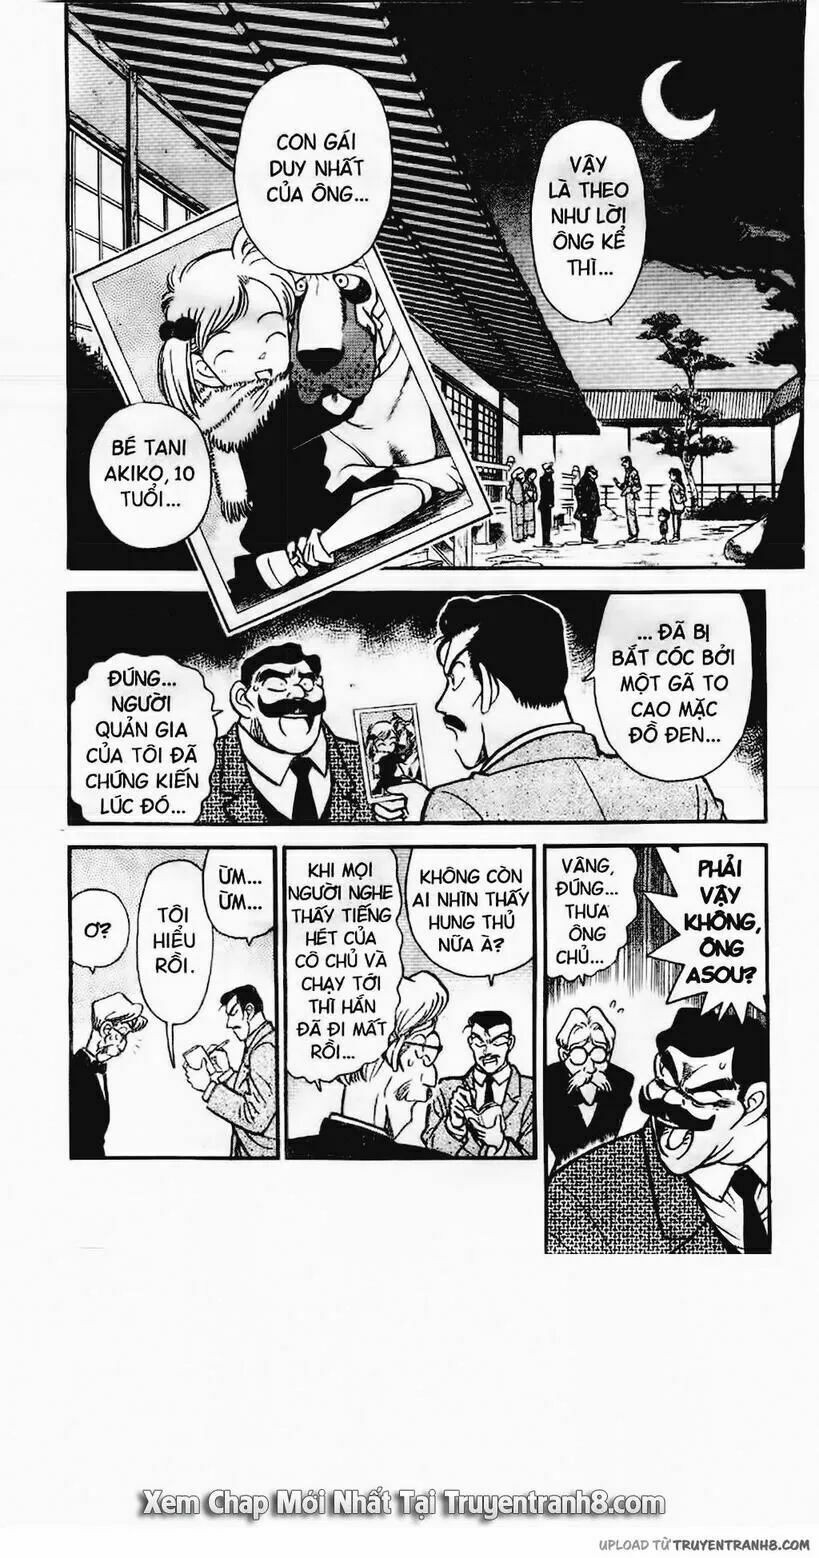 VẬY
LÀ THEO
NHƯ LỜI
ÔNG KỂ
THÌ...
CON GÁI
DUY NHẤT
CỦA ÔNG...
BÉ TANI
AKIKO, 10
TUỔI...
... ĐÃ BỊ
BẮT CÓC BỞI
MỘT GÃ TO
CAO MẶC
ĐỒ ĐEN...
ĐÚNG...
NGƯỜI
QUẢN GIA
CỦA TÔI ĐÃ
CHỨNG KIẾN
LÚC ĐÓ...
PHẢI
VẬY
KHÔNG,
ÔNG
ASOU?
VÂNG,
ĐÚNG...
THƯA
ÔNG
CHỦ...
KHÔNG CÒN
AI NHÌN THẤY
HUNG THỦ
NỮA À?
KHI MỌI
NGƯỜI NGHE
THẤY TIẾNG
HÉT CỦA
CÔ CHỦ VÀ
CHẠY TỚI
THÌ HẮN
ĐÃ ĐI MẤT
RỒI...
ỪM...
ỪM...
TÔI
HIỂU
RỒI.
Ơ?
Xem Chap Mới Nhất Tại Truyentranh8.com
UPLOAD TỪ TRUYENTRANH8.COM